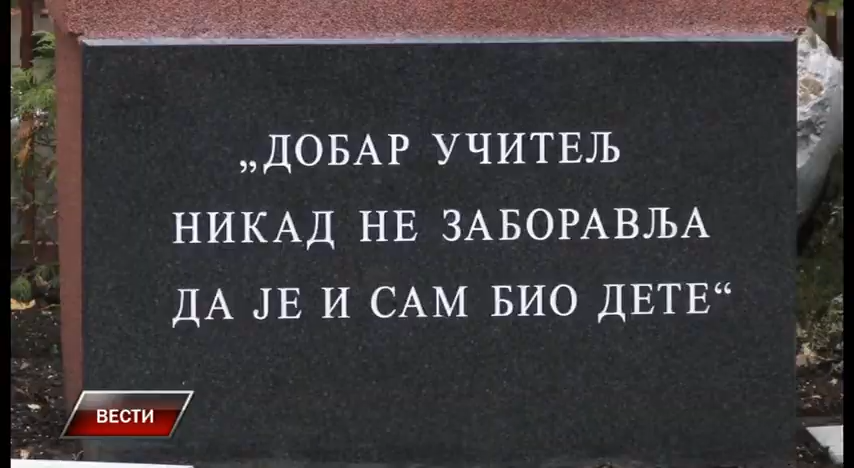 „ДОБАР УЧИТЕЉ
НИКАД НЕ ЗАБОРАВЉА
ДА ЈЕ И САМ БИО ДЕТЕ“
ВЕСТИ